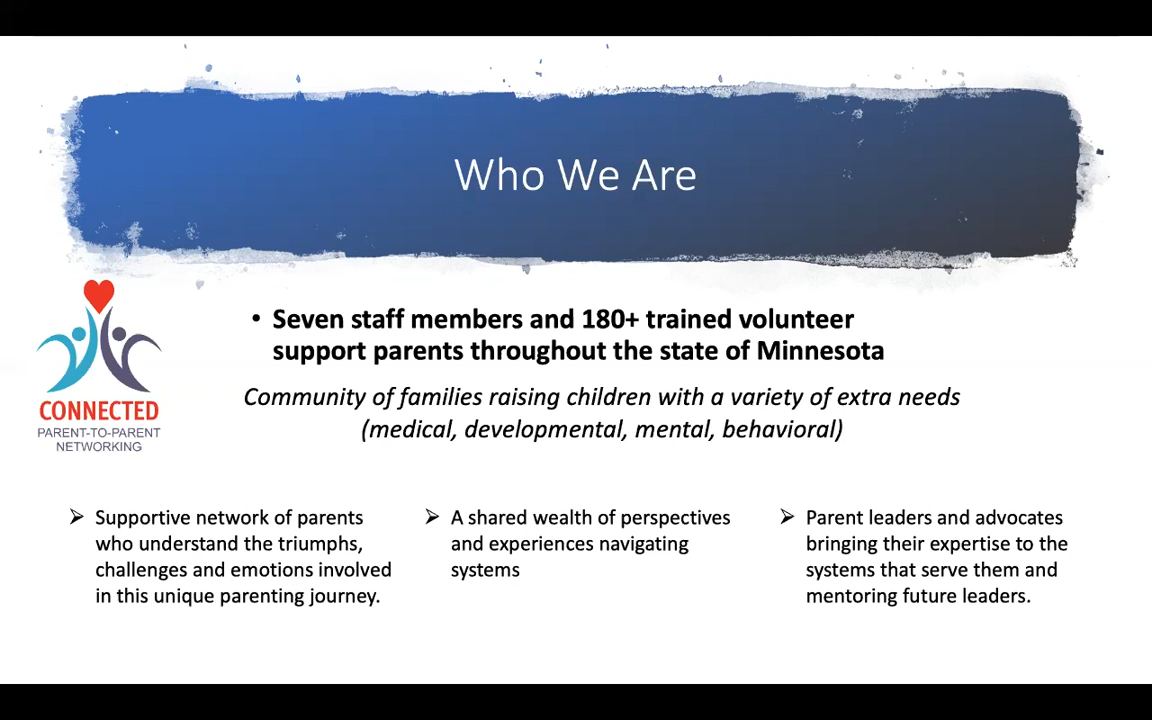 Who We Are
• Seven staff members and 180+ trained volunteer
support parents throughout the state of Minnesota
Community of families raising children with a variety of extra needs
(medical, developmental, mental, behavioral)
CONNECTED
PARENT-TO-PARENT
NETWORKING
➢ Supportive network of parents
who understand the triumphs,
challenges and emotions involved
in this unique parenting journey.
➢ A shared wealth of perspectives
and experiences navigating
systems
➢ Parent leaders and advocates
bringing their expertise to the
systems that serve them and
mentoring future leaders.